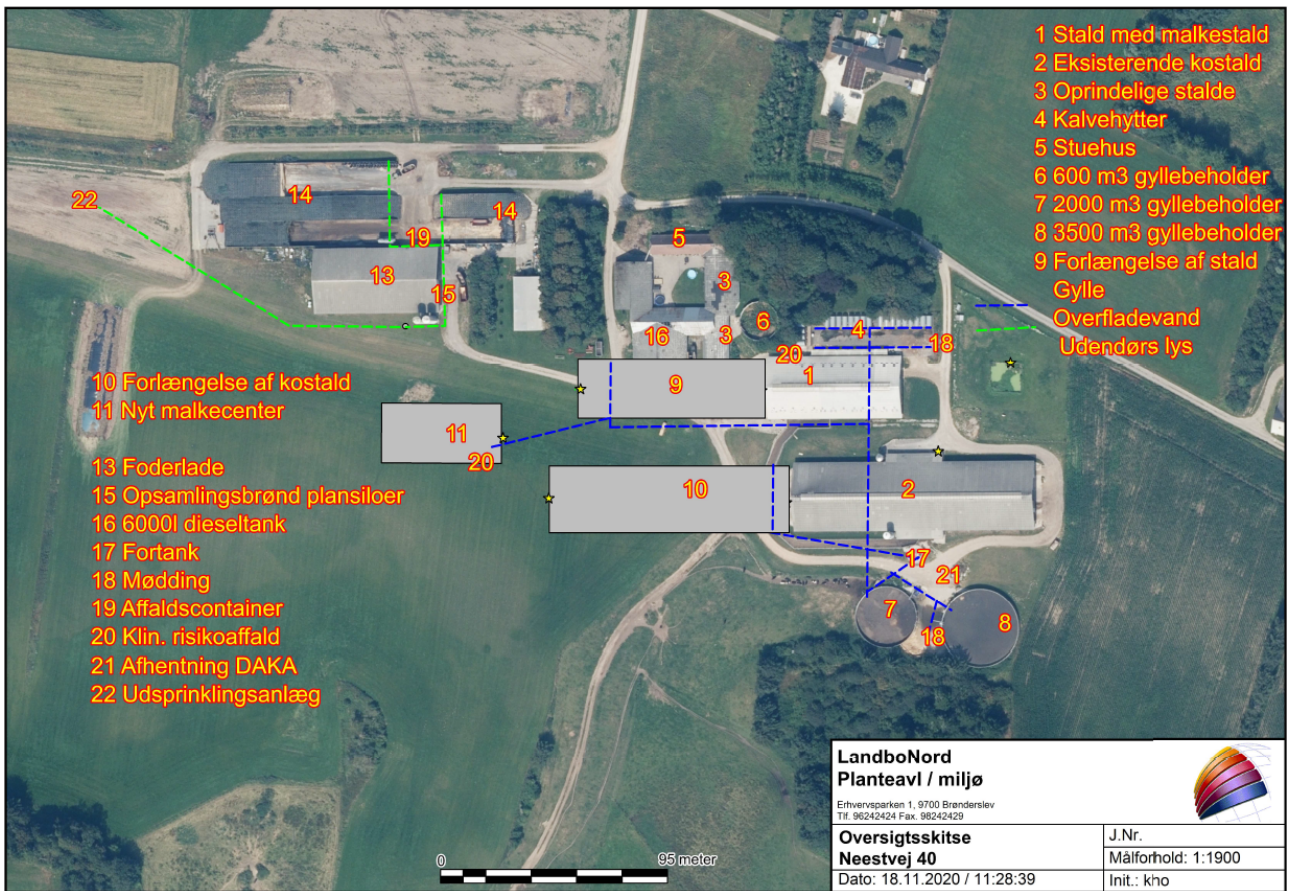 1 Stald med malkestald
2 Eksisterende kostald
3 Oprindelige stalde
4 Kalvehytter
5 Stuehus
6 600 m3 gyllebeholder
7 2000 m3 gyllebeholder
8 3500 m3 gyllebeholder
9 Forlængelse af stald
Gylle
Overfladevand
Udendørs lys
22
14
14
19
13
15
5
3
16
3
6
4
20
18
1
9
10 Forlængelse af kostald
11 Nyt malkecenter
11
20
10
2
13 Foderlade
15 Opsamlingsbrønd plansiloer
16 6000l dieseltank
17 Fortank
18 Mødding
19 Affaldscontainer
20 Klin. risikoaffald
21 Afhentning DAKA
22 Udsprinklingsanlæg
17
21
7
18
8
0 95 meter
LandboNord
Planteavl / miljø
Erhvervsparken 1, 9700 Brønderslev
Tlf. 96242424 Fax. 98242429
Oversigtsskitse
Neestvej 40
Dato: 18.11.2020 / 11:28:39
J.Nr.
Målforhold: 1:1900
Init.: kho